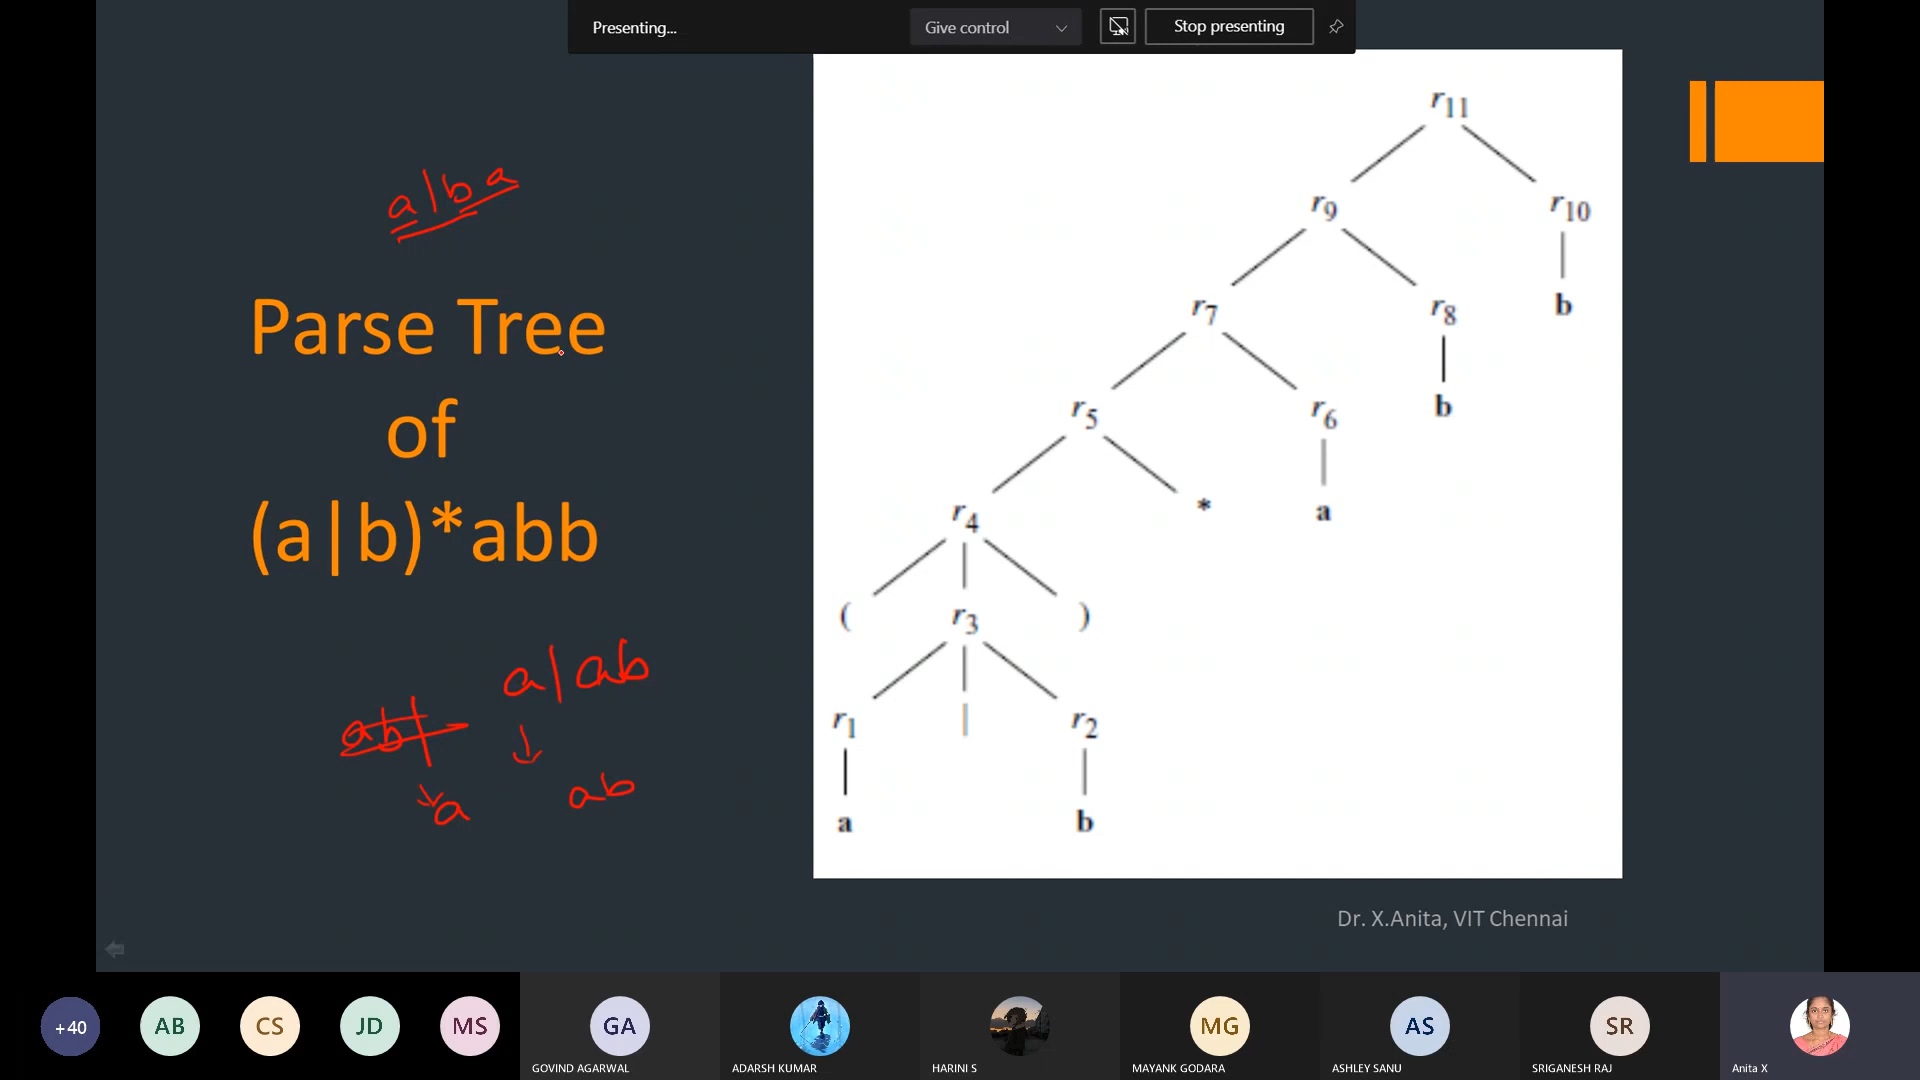 Presenting...
Give control
Stop presenting
a|ba
Parse Tree
of
(a|b)*abb
a|ab
ab|
a
ab
r11
r9
r10
r7
r8
b
r5
r6
b
r4
*
a
(
r3
)
r1
|
r2
a
b
Dr. X.Anita, VIT Chennai
+40
AB
CS
JD
MS
GA
MG
AS
SR
GOVIND AGARWAL
ADARSH KUMAR
HARINI S
MAYANK GODARA
ASHLEY SANU
SRIGANESH RAJ
Anita X